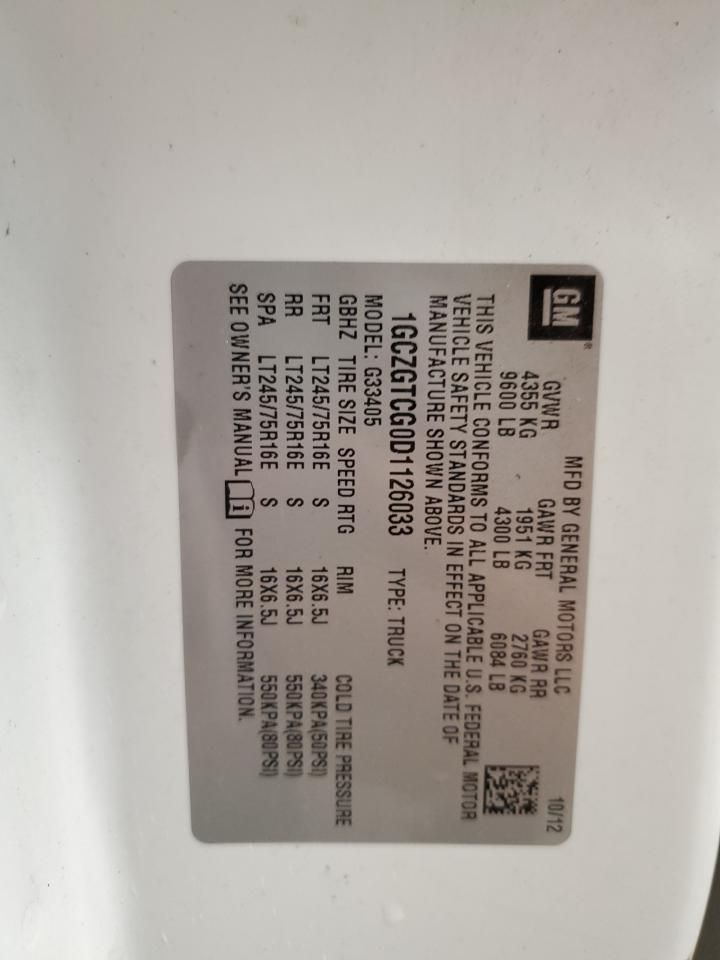 GM®
MFD BY GENERAL MOTORS LLC 10/12
GVWR GAWR FRT GAWR RR
4355 KG 1951 KG 2760 KG
9600 LB 4300 LB 6084 LB
THIS VEHICLE CONFORMS TO ALL APPLICABLE U.S. FEDERAL MOTOR
VEHICLE SAFETY STANDARDS IN EFFECT ON THE DATE OF
MANUFACTURE SHOWN ABOVE.
1GCZGTCG0D1126033 TYPE: TRUCK
MODEL: G33405
GBHZ TIRE SIZE SPEED RTG RIM COLD TIRE PRESSURE
FRT LT245/75R16E S 16X6.5J 340KPA(50PSI)
RR LT245/75R16E S 16X6.5J 550KPA(80PSI)
SPA LT245/75R16E S 16X6.5J 550KPA(80PSI)
SEE OWNER'S MANUAL i FOR MORE INFORMATION.